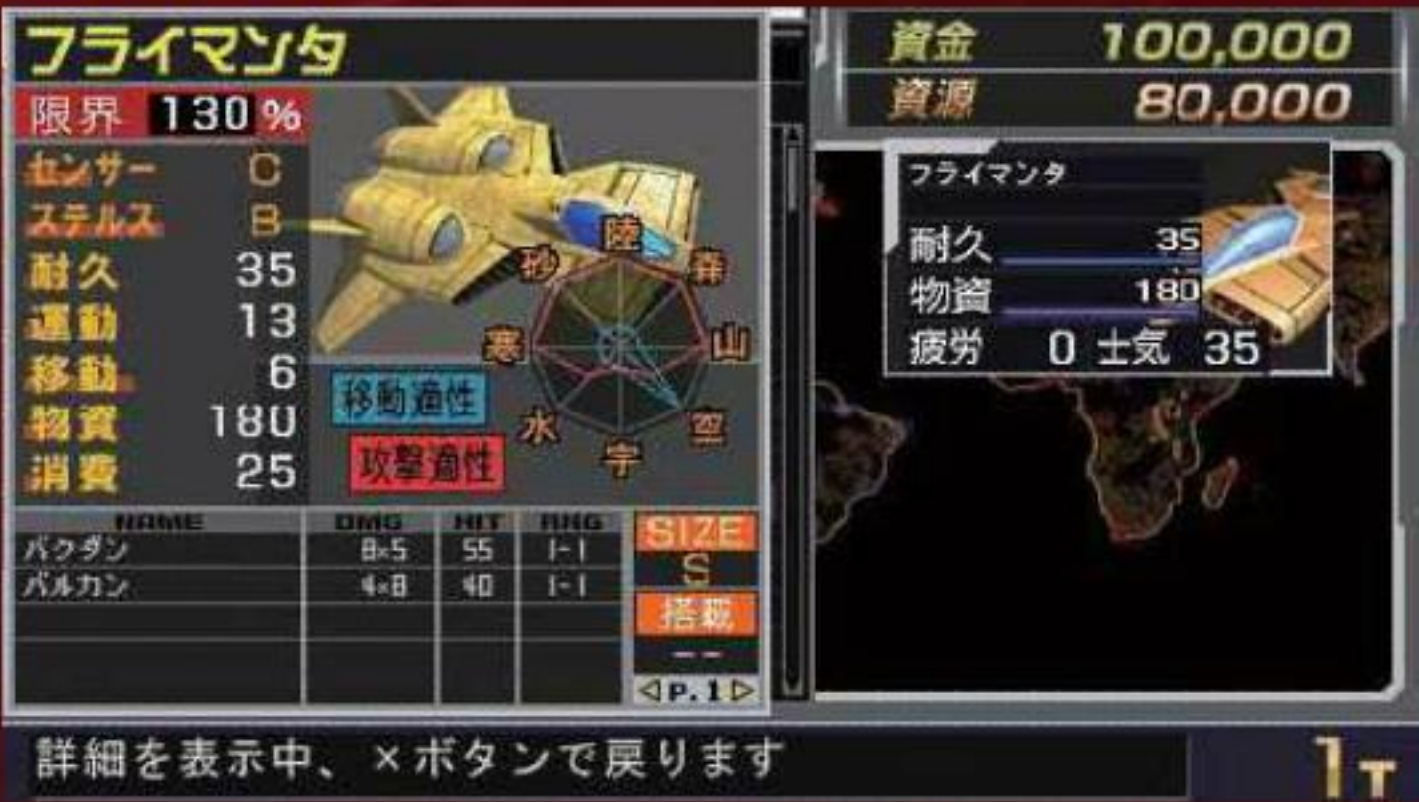 フライマンタ
限界 130%
センサー C
ステルス B
耐久 35
運動 13
移動 6
物資 180
消費 25
陸
森
山
空
宇
水
寒
砂
移動適性
攻撃適性
NAME DMG HIT RNG
バクダン 8×5 55 1-1
バルカン 4×8 40 1-1
SIZE
S
搭載
--
◁P.1▷
資金 100,000
資源 80,000
フライマンタ
耐久 35
物資 180
疲労 0 士気 35
詳細を表示中、×ボタンで戻ります
1T